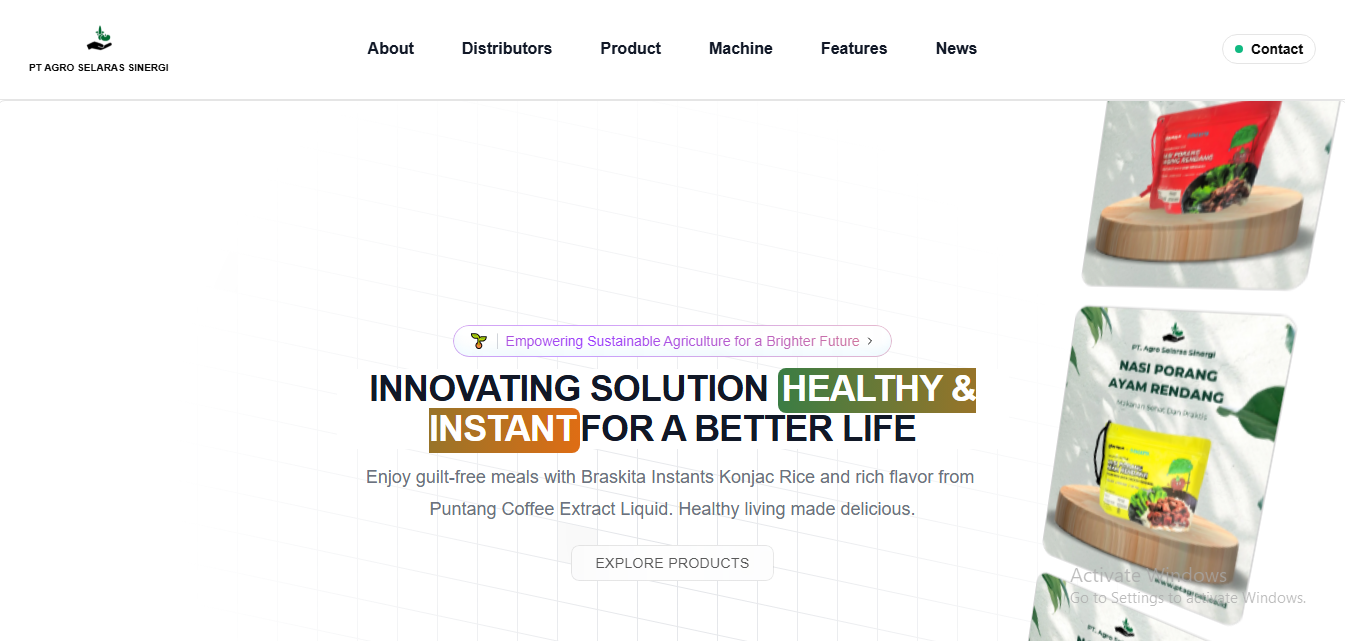 PT AGRO SELARAS SINERGI
About
Distributors
Product
Machine
Features
News
Contact
Empowering Sustainable Agriculture for a Brighter Future
INNOVATING SOLUTION HEALTHY &
INSTANT FOR A BETTER LIFE
Enjoy guilt-free meals with Braskita Instants Konjac Rice and rich flavor from
Puntang Coffee Extract Liquid. Healthy living made delicious.
EXPLORE PRODUCTS
PT. Agro Selaras Sinergi
NASI PORANG
AYAM RENDANG
Makanan Sehat Dan Praktis
Activate Windows
Go to Settings to activate Windows.